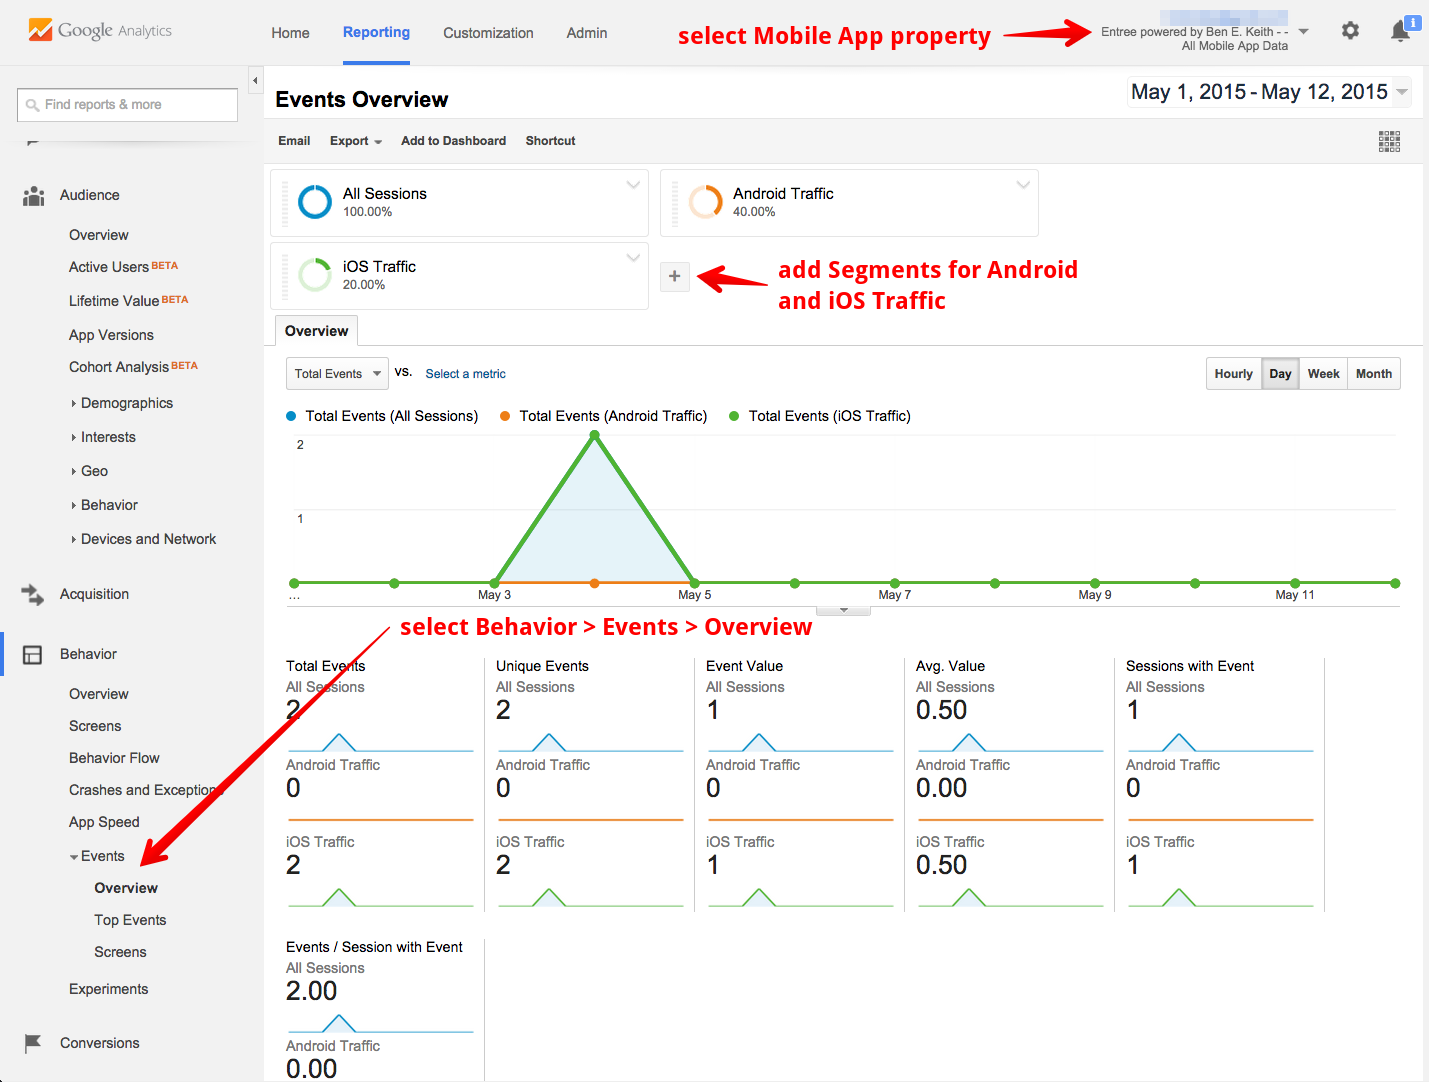 Google Analytics
Home
Reporting
Customization
Admin
select Mobile App property
Entree powered by Ben E. Keith - -
All Mobile App Data
i
Find reports & more
Audience
Overview
Active Users BETA
Lifetime Value BETA
App Versions
Cohort Analysis BETA
Demographics
Interests
Geo
Behavior
Devices and Network
Acquisition
Behavior
Overview
Screens
Behavior Flow
Crashes and Exceptions
App Speed
Events
Overview
Top Events
Screens
Experiments
Conversions
Events Overview
May 1, 2015 - May 12, 2015
Email
Export
Add to Dashboard
Shortcut
All Sessions
100.00%
Android Traffic
40.00%
iOS Traffic
20.00%
+
add Segments for Android
and iOS Traffic
Overview
Total Events
vs.
Select a metric
Hourly
Day
Week
Month
Total Events (All Sessions)
Total Events (Android Traffic)
Total Events (iOS Traffic)
2
1
...
May 3
May 5
May 7
May 9
May 11
select Behavior > Events > Overview
Total Events
All Sessions
2
Android Traffic
0
iOS Traffic
2
Unique Events
All Sessions
2
Android Traffic
0
iOS Traffic
2
Event Value
All Sessions
1
Android Traffic
0
iOS Traffic
1
Avg. Value
All Sessions
0.50
Android Traffic
0.00
iOS Traffic
0.50
Sessions with Event
All Sessions
1
Android Traffic
0
iOS Traffic
1
Events / Session with Event
All Sessions
2.00
Android Traffic
0.00